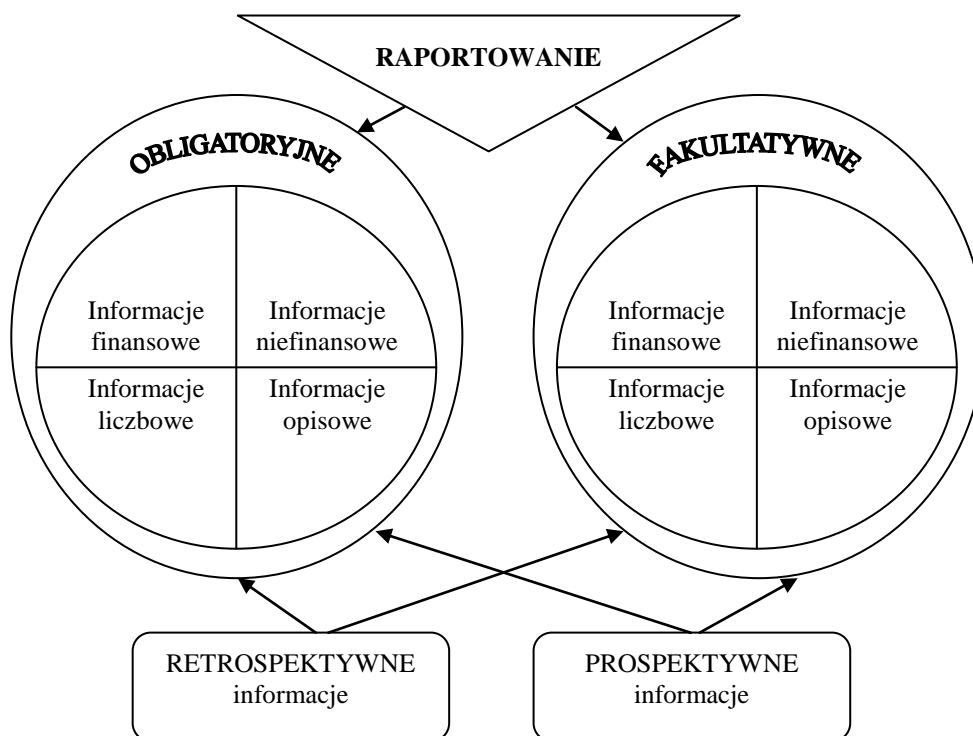 RAPORTOWANIE
OBLIGATORYJNE
Informacje
finansowe
Informacje
niefinansowe
Informacje
liczbowe
Informacje
opisowe
FAKULTATYWNE
Informacje
finansowe
Informacje
niefinansowe
Informacje
liczbowe
Informacje
opisowe
RETROSPEKTYWNE
informacje
PROSPEKTYWNE
informacje